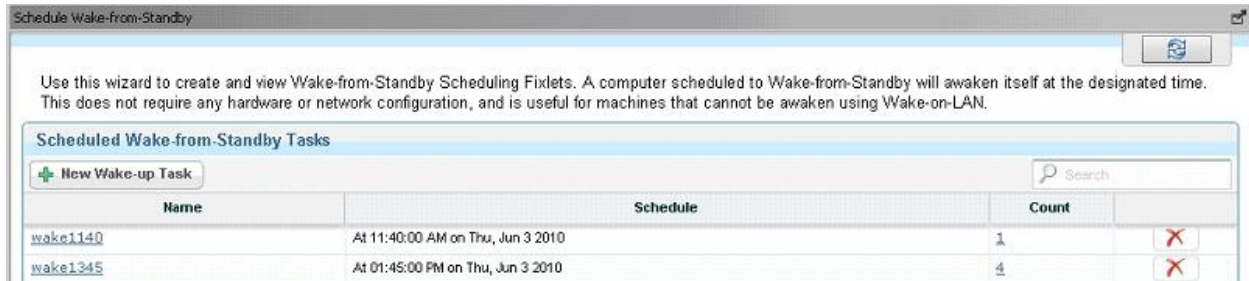 Schedule Wake-from-Standby
Use this wizard to create and view Wake-from-Standby Scheduling Fixlets. A computer scheduled to Wake-from-Standby will awaken itself at the designated time.
This does not require any hardware or network configuration, and is useful for machines that cannot be awaken using Wake-on-LAN.
Scheduled Wake-from-Standby Tasks
New Wake-up Task
Search
Name Schedule Count
wake1140 At 11:40:00 AM on Thu, Jun 3 2010 1
wake1345 At 01:45:00 PM on Thu, Jun 3 2010 4